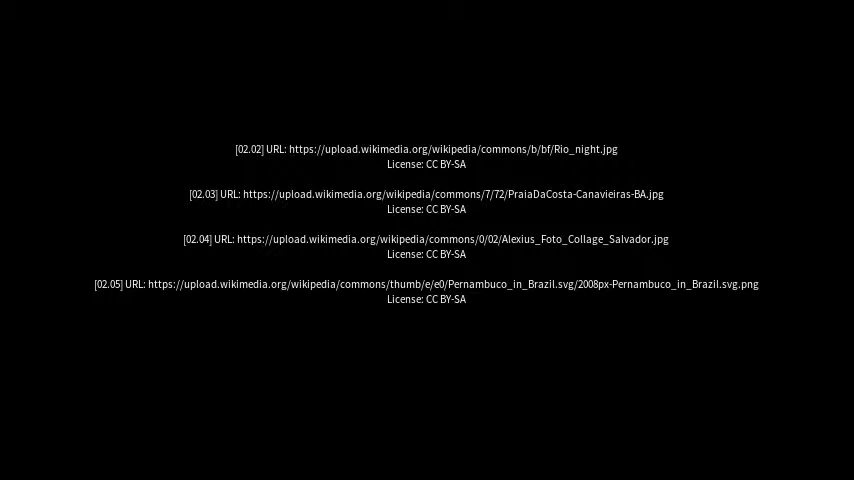 [02.02] URL: https://upload.wikimedia.org/wikipedia/commons/b/bf/Rio_night.jpg
License: CC BY-SA
[02.03] URL: https://upload.wikimedia.org/wikipedia/commons/7/72/PraiaDaCosta-Canavieiras-BA.jpg
License: CC BY-SA
[02.04] URL: https://upload.wikimedia.org/wikipedia/commons/0/02/Alexius_Foto_Collage_Salvador.jpg
License: CC BY-SA
[02.05] URL: https://upload.wikimedia.org/wikipedia/commons/thumb/e/e0/Pernambuco_in_Brazil.svg/2008px-Pernambuco_in_Brazil.svg.png
License: CC BY-SA